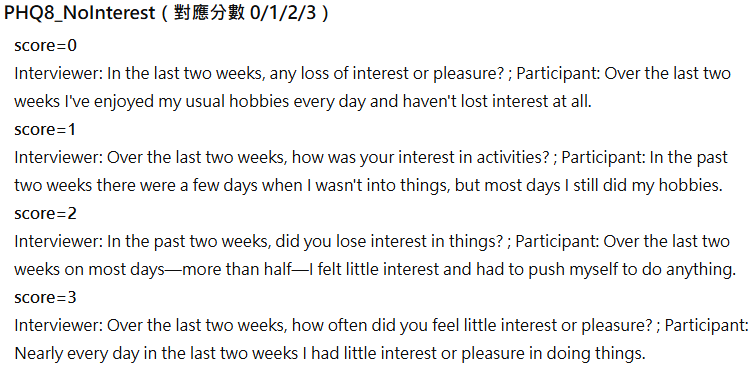 PHQ8_NoInterest（對應分數 0/1/2/3）
score=0
Interviewer: In the last two weeks, any loss of interest or pleasure? ; Participant: Over the last two
weeks I've enjoyed my usual hobbies every day and haven't lost interest at all.
score=1
Interviewer: Over the last two weeks, how was your interest in activities? ; Participant: In the past
two weeks there were a few days when I wasn't into things, but most days I still did my hobbies.
score=2
Interviewer: In the past two weeks, did you lose interest in things? ; Participant: Over the last two
weeks on most days—more than half—I felt little interest and had to push myself to do anything.
score=3
Interviewer: Over the last two weeks, how often did you feel little interest or pleasure? ; Participant:
Nearly every day in the last two weeks I had little interest or pleasure in doing things.